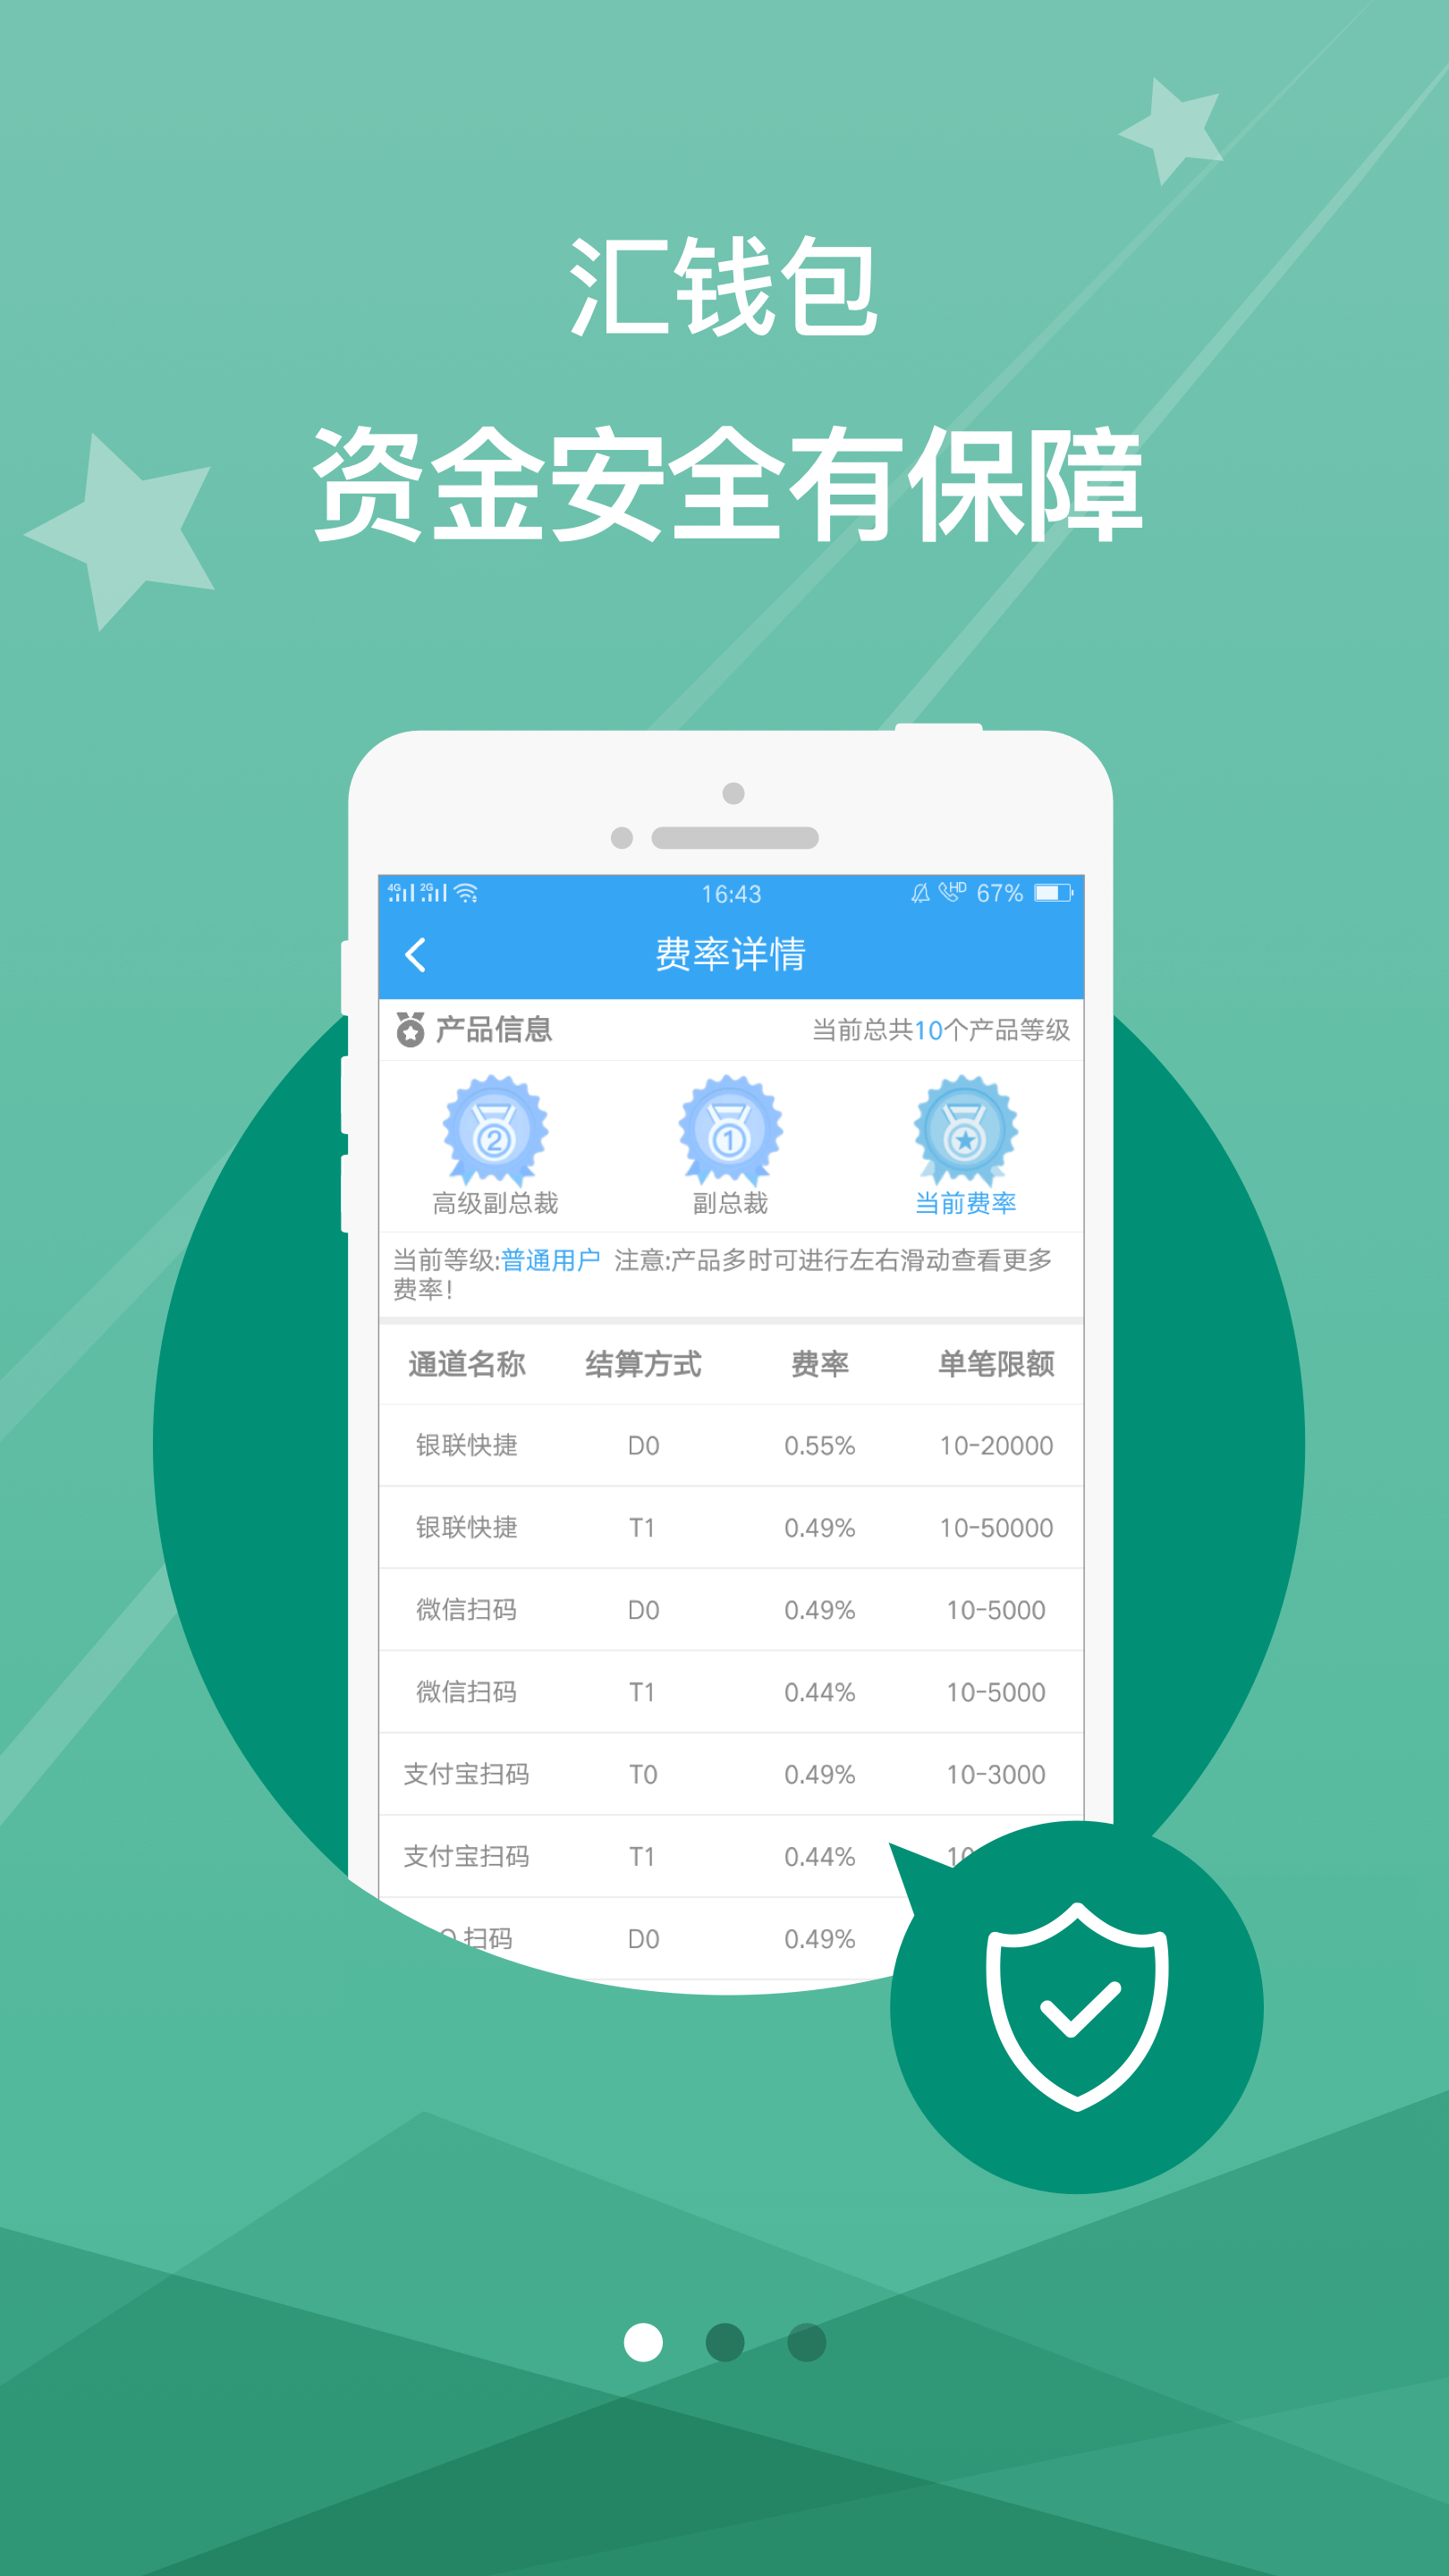 汇钱包
资金安全有保障
4G 2G 16:43 HD 67%
费率详情
产品信息 当前总共10个产品等级
2 1
高级副总裁 副总裁 当前费率
当前等级:普通用户 注意:产品多时可进行左右滑动查看更多
费率!
通道名称 结算方式 费率 单笔限额
银联快捷 D0 0.55% 10-20000
银联快捷 T1 0.49% 10-50000
微信扫码 D0 0.49% 10-5000
微信扫码 T1 0.44% 10-5000
支付宝扫码 T0 0.49% 10-3000
支付宝扫码 T1 0.44% 10
扫码 D0 0.49%